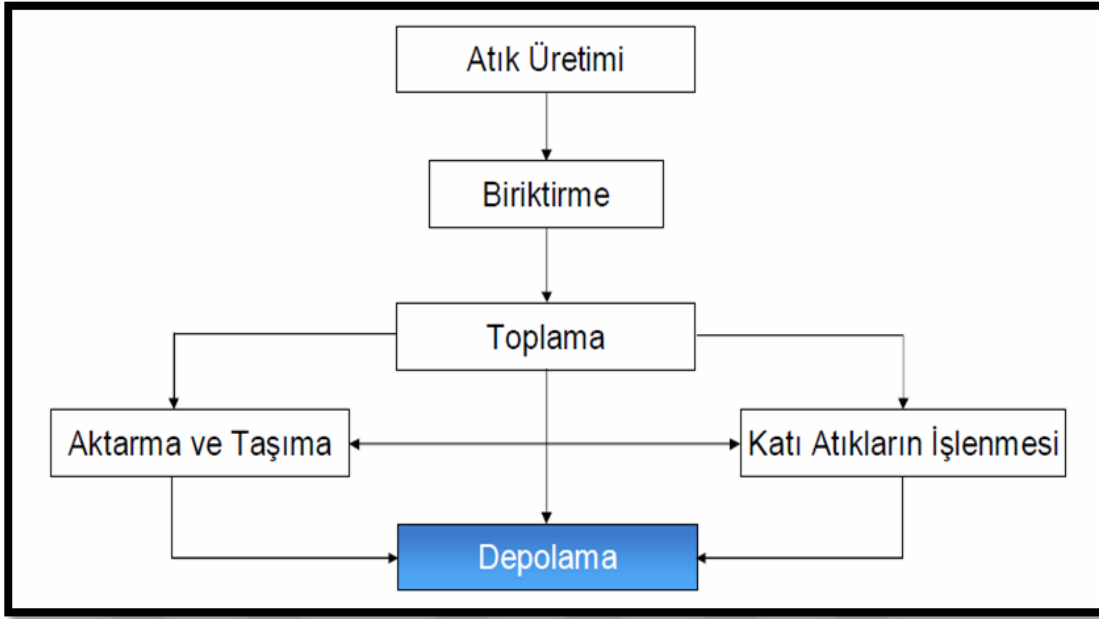 Atık Üretimi
Biriktirme
Toplama
Aktarma ve Taşıma
Katı Atıkların İşlenmesi
Depolama